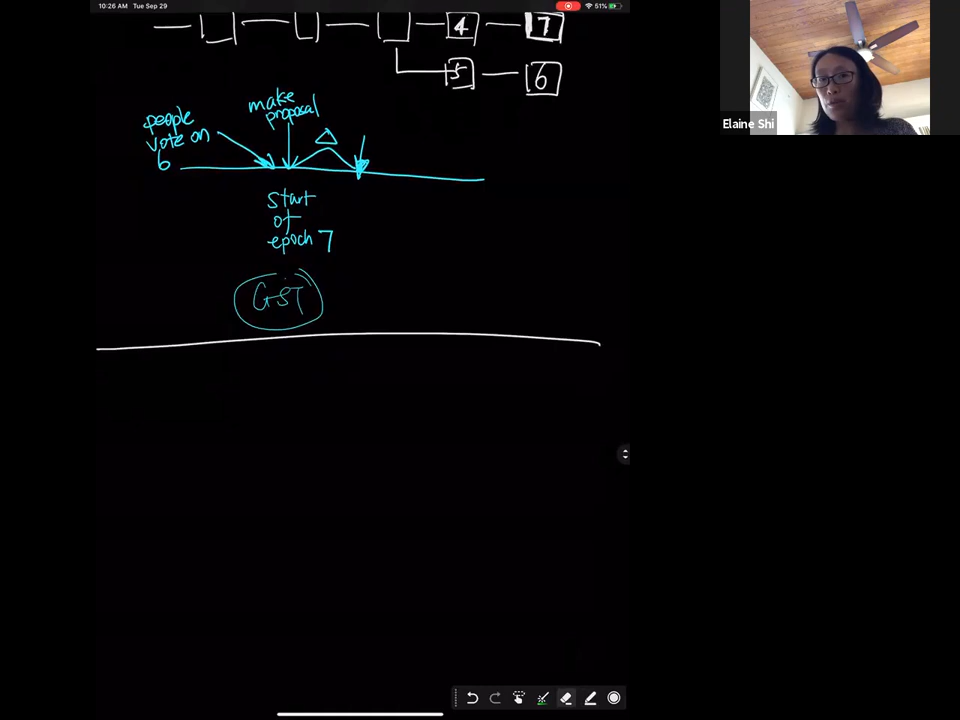 10:26 AM Tue Sep 29
51%
4
7
5
6
make
proposal
people
vote on
6
Δ
start
of
epoch 7
GST
Elaine Shi